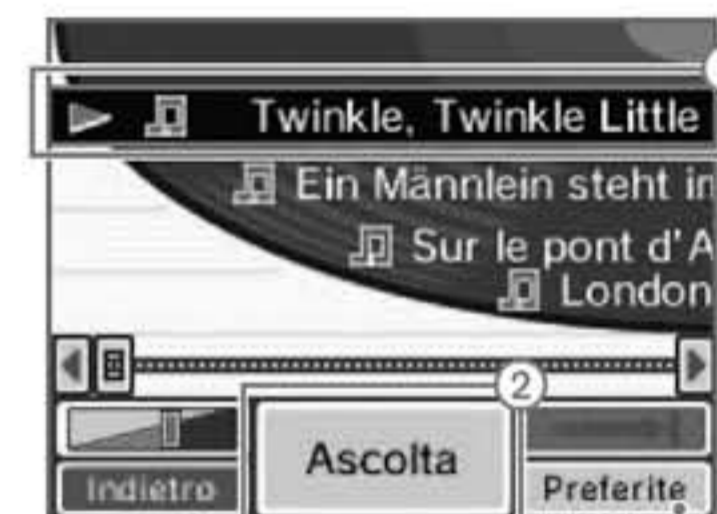 Twinkle, Twinkle Little
Ein Männlein steht in
Sur le pont d'A
London
2
Ascolta
Indietro
Preferite